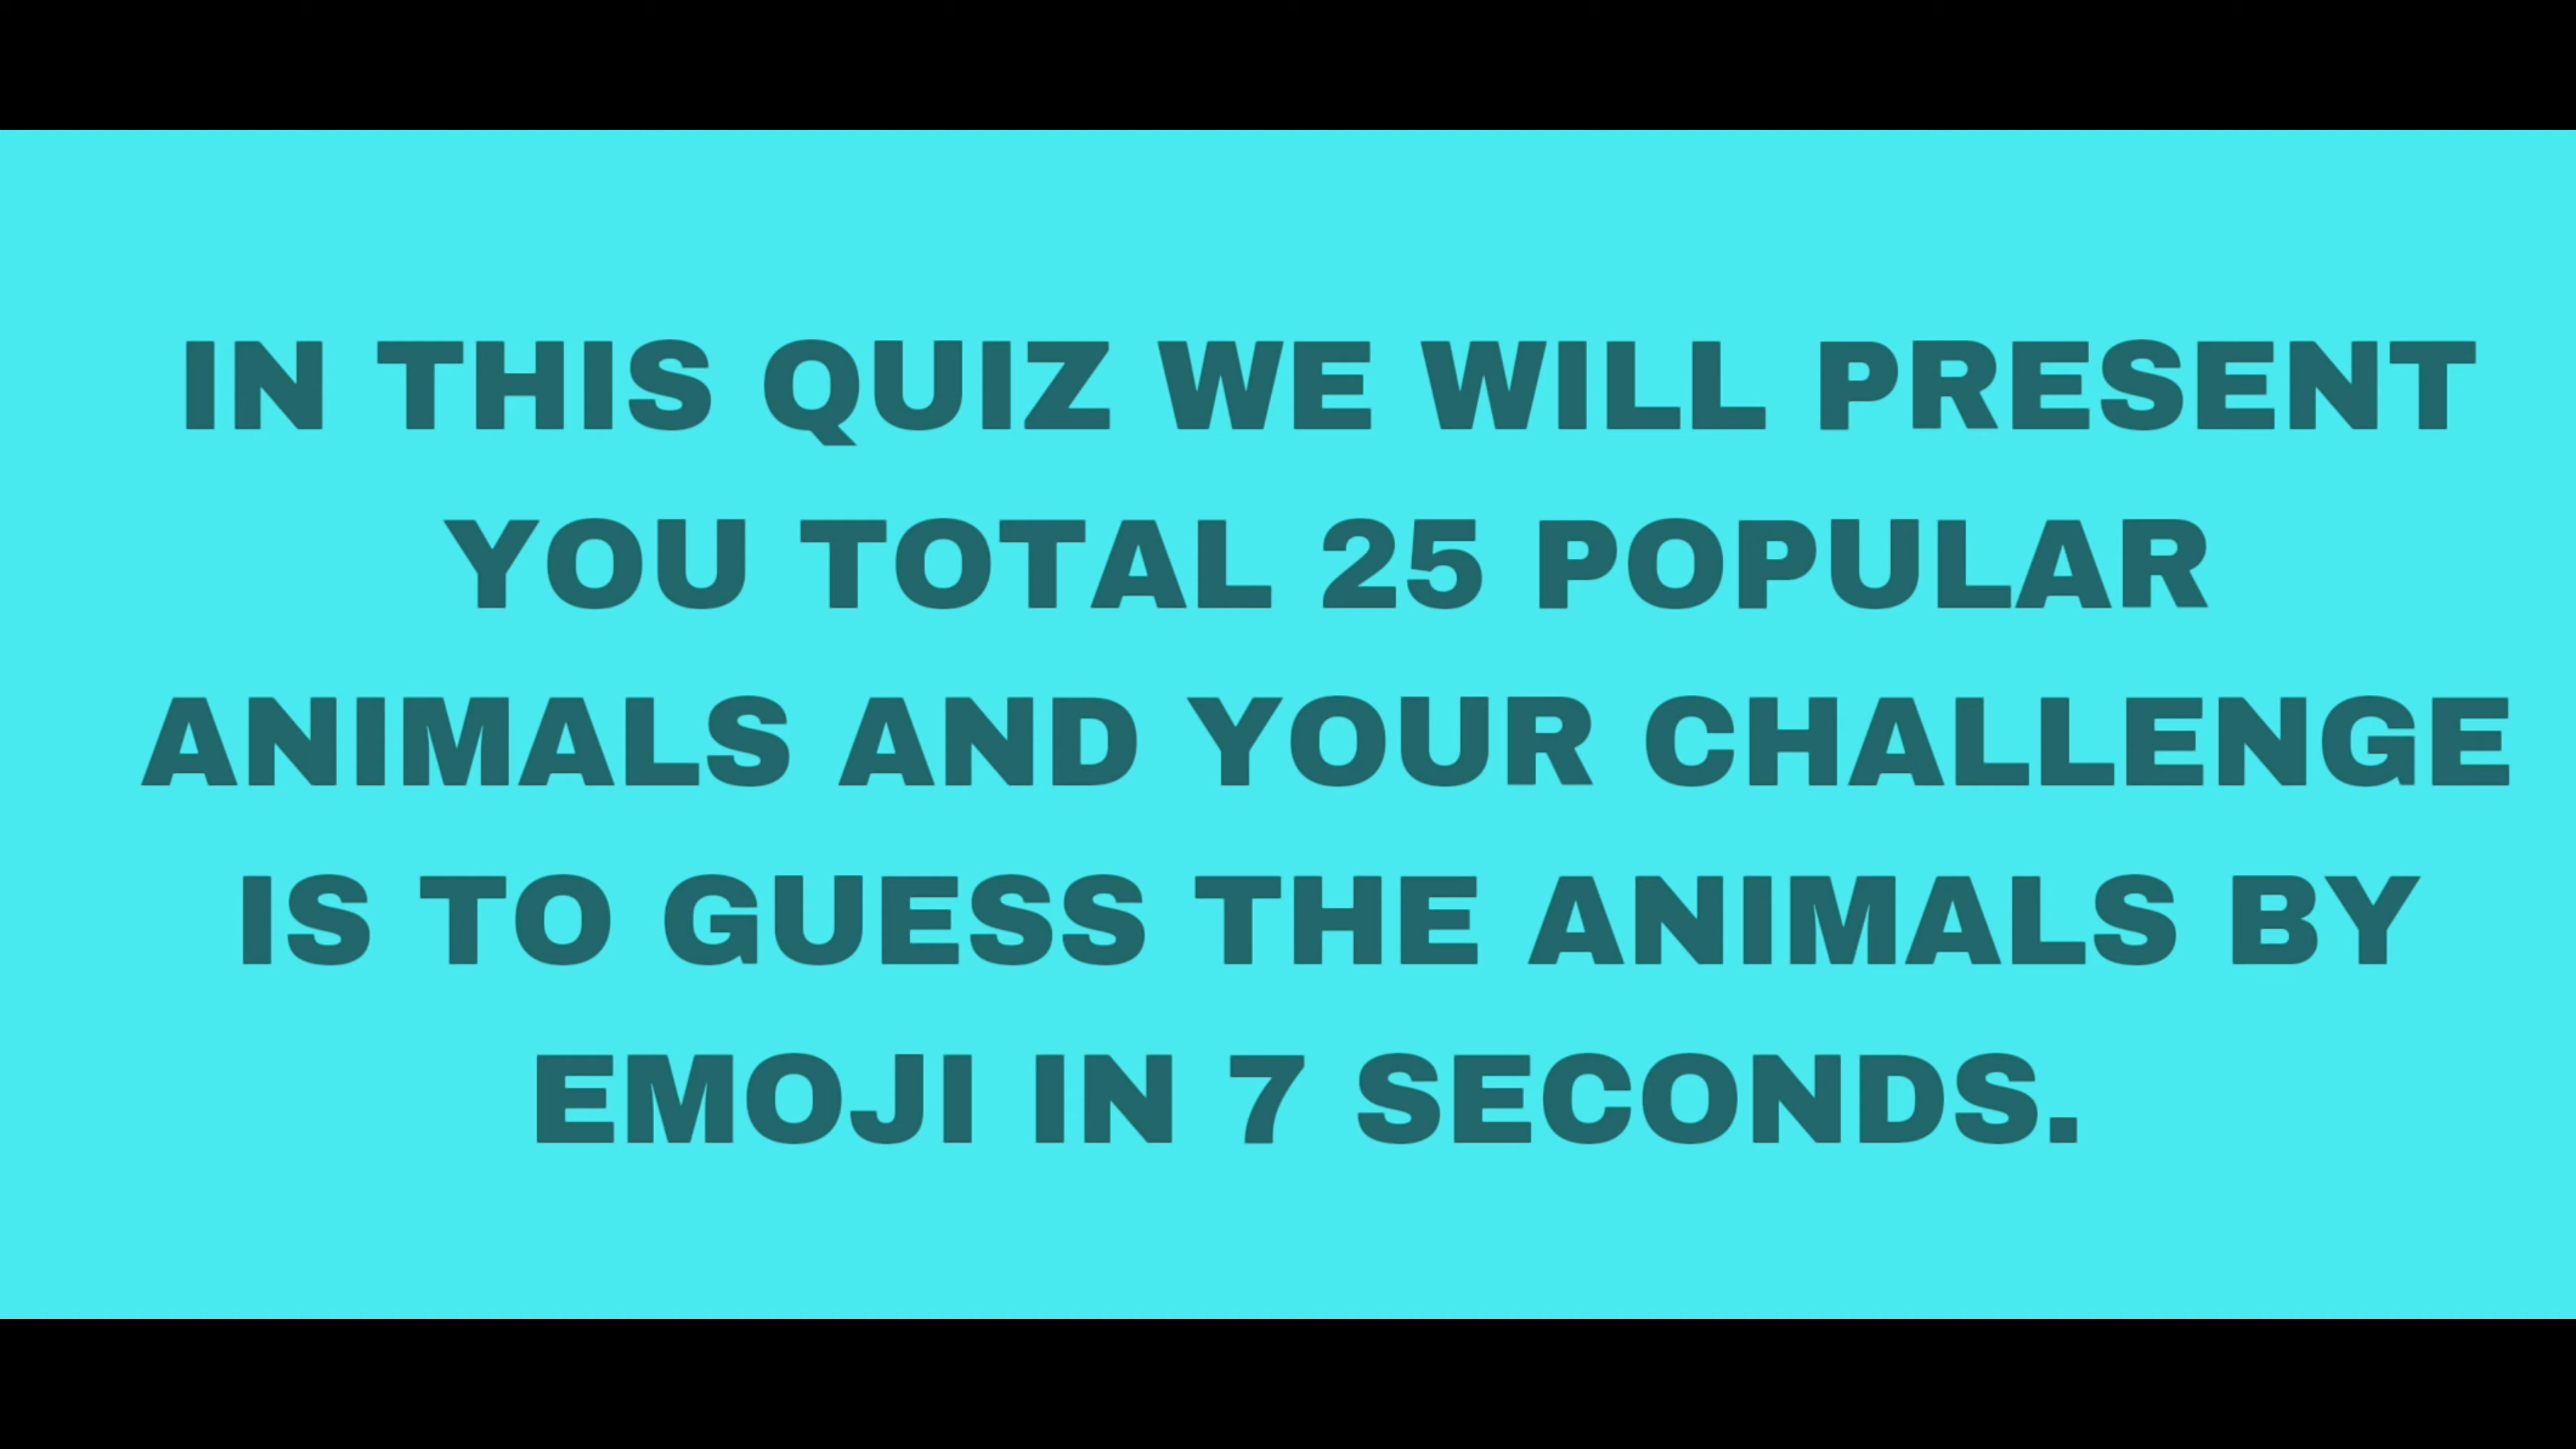 IN THIS QUIZ WE WILL PRESENT
YOU TOTAL 25 POPULAR
ANIMALS AND YOUR CHALLENGE
IS TO GUESS THE ANIMALS BY
EMOJI IN 7 SECONDS.